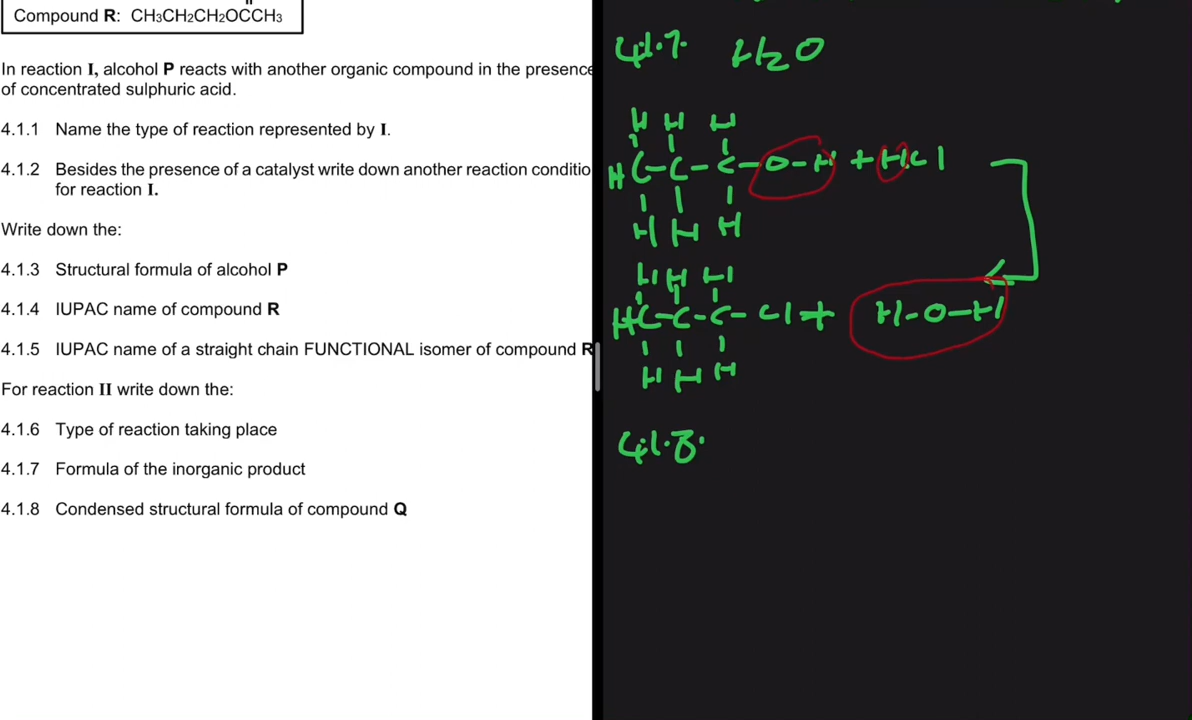 Compound R: CH₃CH₂CH₂OCCH₃
In reaction I, alcohol P reacts with another organic compound in the presence
of concentrated sulphuric acid.
4.1.1 Name the type of reaction represented by I.
4.1.2 Besides the presence of a catalyst write down another reaction conditio
for reaction I.
Write down the:
4.1.3 Structural formula of alcohol P
4.1.4 IUPAC name of compound R
4.1.5 IUPAC name of a straight chain FUNCTIONAL isomer of compound R
For reaction II write down the:
4.1.6 Type of reaction taking place
4.1.7 Formula of the inorganic product
4.1.8 Condensed structural formula of compound Q
4.1.7 H₂O
H H H
H C - C - C - O - H + HCl
H H H
H H H
H C - C - C - Cl + H - O - H
H H H
4.1.8.